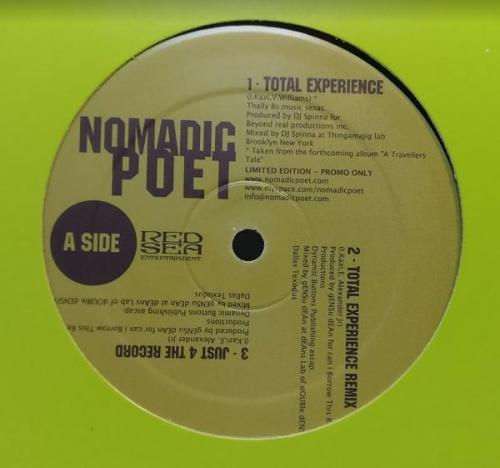 NOMADIC
POET
A SIDE
RED
SEA
ENTERTAINMENT
1 - TOTAL EXPERIENCE
(I.Kazi,V.Williams) *
Thally Bs music sesac.
Produced by DJ Spinna for
Beyond real productions inc.
Mixed by DJ Spinna at Thingamajig lab
Brooklyn New York
* Taken from the forthcoming album "A Travellers
Tale"
LIMITED EDITION - PROMO ONLY
www.nomadicpoet.com
www.myspace.com/nomadicpoet
info@nomadicpoet.com
2 - TOTAL EXPERIENCE REMIX
(I.Kazi,E. Alexander Jr)
Produced by gENSu dEAn for can i Borrow This R
Productions
Dynamic Buttons Publishing ascap.
Mixed by gENSU dEAn at dEAns Lab of dOUBle dENS
Dallas Texodus
3 - JUST 4 THE RECORD
(I.Kazi,E. Alexander Jr)
Produced by gENSu dEAn for can i Borrow This Re
Productions
Dynamic Buttons Publishing ascap.
Mixed by gENSu dEAn at dEAns Lab of dOUBle dENSI
Dallas Texodus